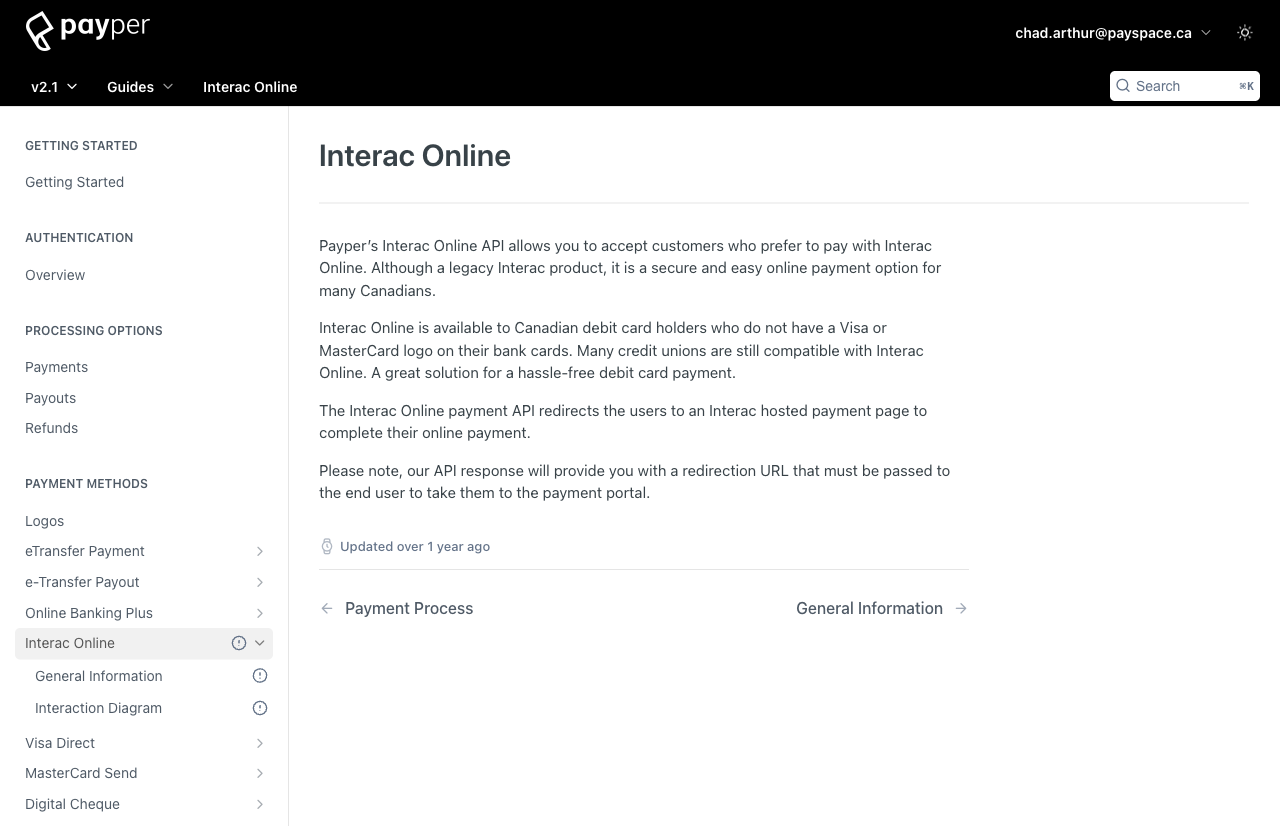 payper
chad.arthur@payspace.ca
v2.1
Guides
Interac Online
Search
⌘K
GETTING STARTED
Getting Started
AUTHENTICATION
Overview
PROCESSING OPTIONS
Payments
Payouts
Refunds
PAYMENT METHODS
Logos
eTransfer Payment
e-Transfer Payout
Online Banking Plus
Interac Online
General Information
Interaction Diagram
Visa Direct
MasterCard Send
Digital Cheque
Interac Online
Payper’s Interac Online API allows you to accept customers who prefer to pay with Interac
Online. Although a legacy Interac product, it is a secure and easy online payment option for
many Canadians.
Interac Online is available to Canadian debit card holders who do not have a Visa or
MasterCard logo on their bank cards. Many credit unions are still compatible with Interac
Online. A great solution for a hassle-free debit card payment.
The Interac Online payment API redirects the users to an Interac hosted payment page to
complete their online payment.
Please note, our API response will provide you with a redirection URL that must be passed to
the end user to take them to the payment portal.
Updated over 1 year ago
Payment Process
General Information